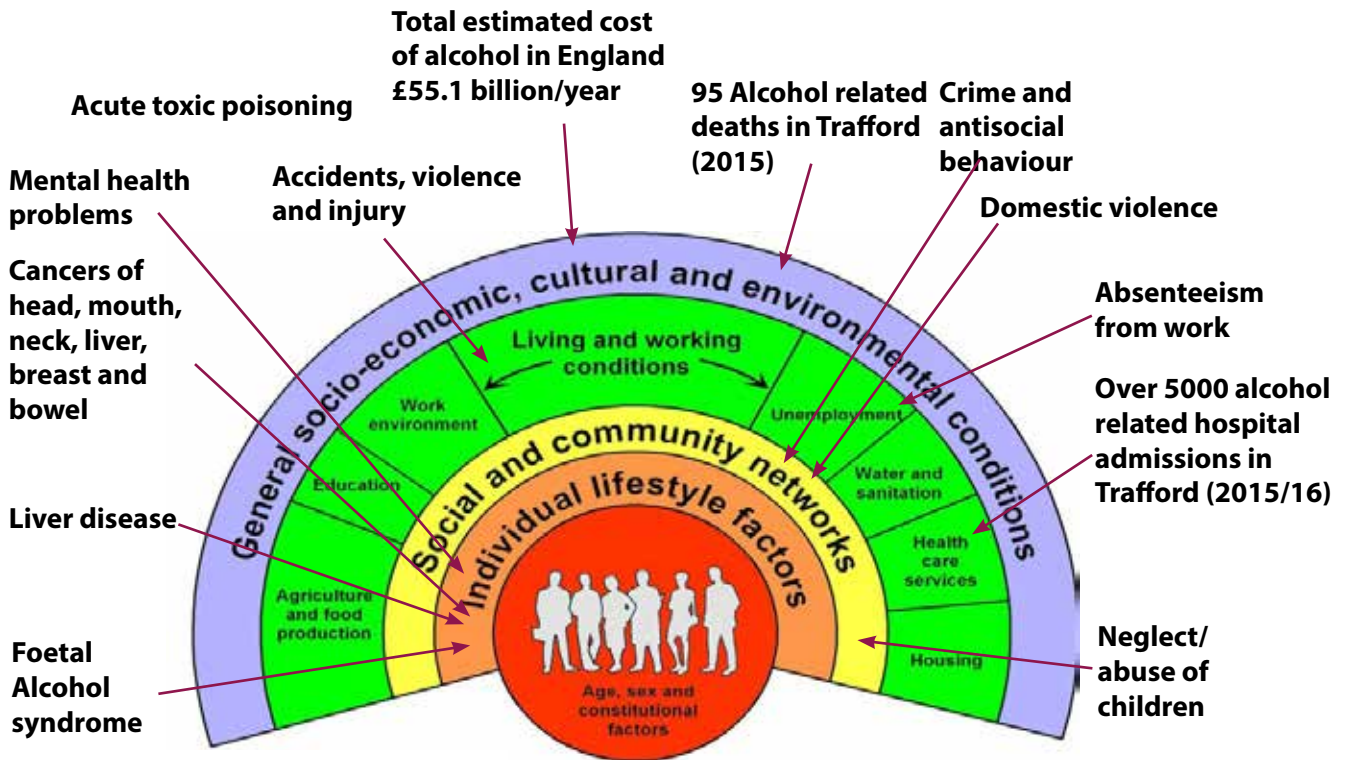 Total estimated cost
of alcohol in England
£55.1 billion/year
Acute toxic poisoning
95 Alcohol related
deaths in Trafford
(2015)
Crime and
antisocial
behaviour
Mental health
problems
Accidents, violence
and injury
Domestic violence
Cancers of
head, mouth,
neck, liver,
breast and
bowel
Absenteeism
from work
Over 5000 alcohol
related hospital
admissions in
Trafford (2015/16)
Liver disease
Foetal
Alcohol
syndrome
Neglect/
abuse of
children
General socio-economic, cultural and environmental conditions
Living and working
conditions
Work
environment
Education
Agriculture
and food
production
Unemployment
Water and
sanitation
Health
care
services
Housing
Social and community networks
Individual lifestyle factors
Age, sex and
constitutional
factors